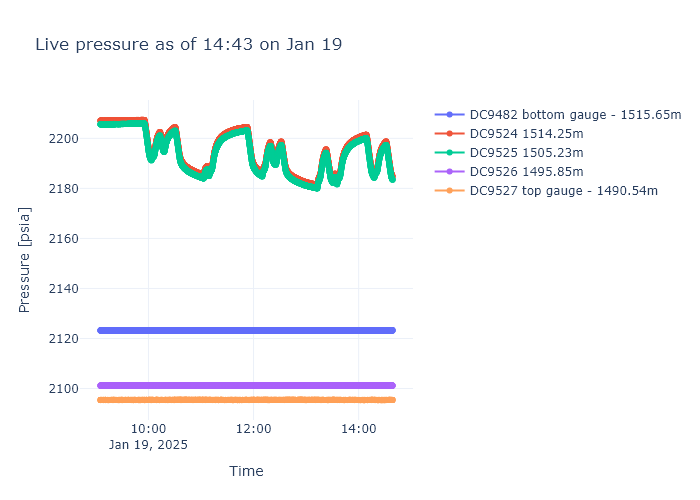 Live pressure as of 14:43 on Jan 19
DC9482 bottom gauge - 1515.65m
DC9524 1514.25m
DC9525 1505.23m
DC9526 1495.85m
DC9527 top gauge - 1490.54m
Pressure [psia]
2200
2180
2160
2140
2120
2100
10:00
12:00
14:00
Jan 19, 2025
Time